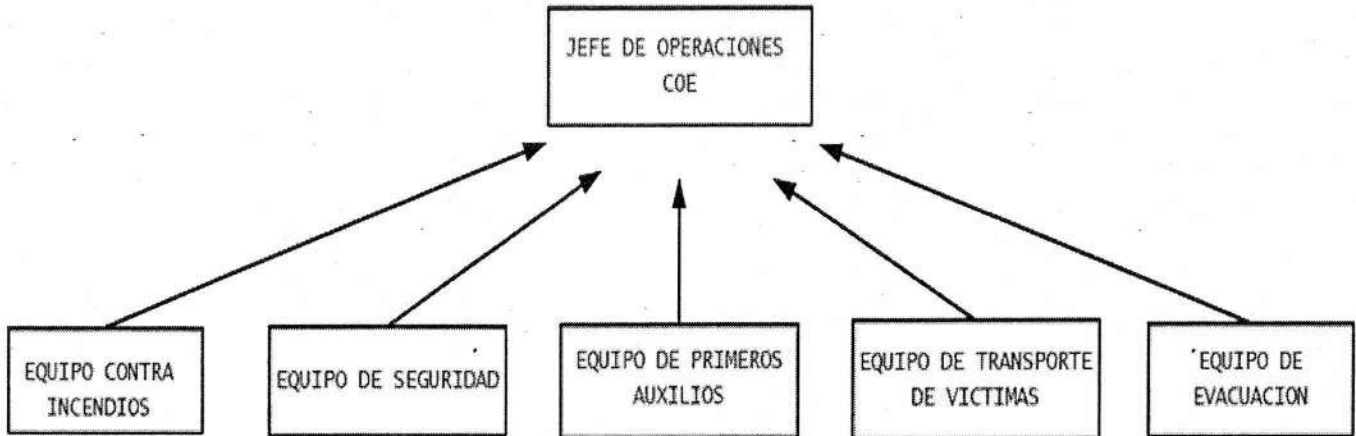 JEFE DE OPERACIONES
COE
EQUIPO CONTRA
INCENDIOS
EQUIPO DE SEGURIDAD
EQUIPO DE PRIMEROS
AUXILIOS
EQUIPO DE TRANSPORTE
DE VICTIMAS
EQUIPO DE
EVACUACION